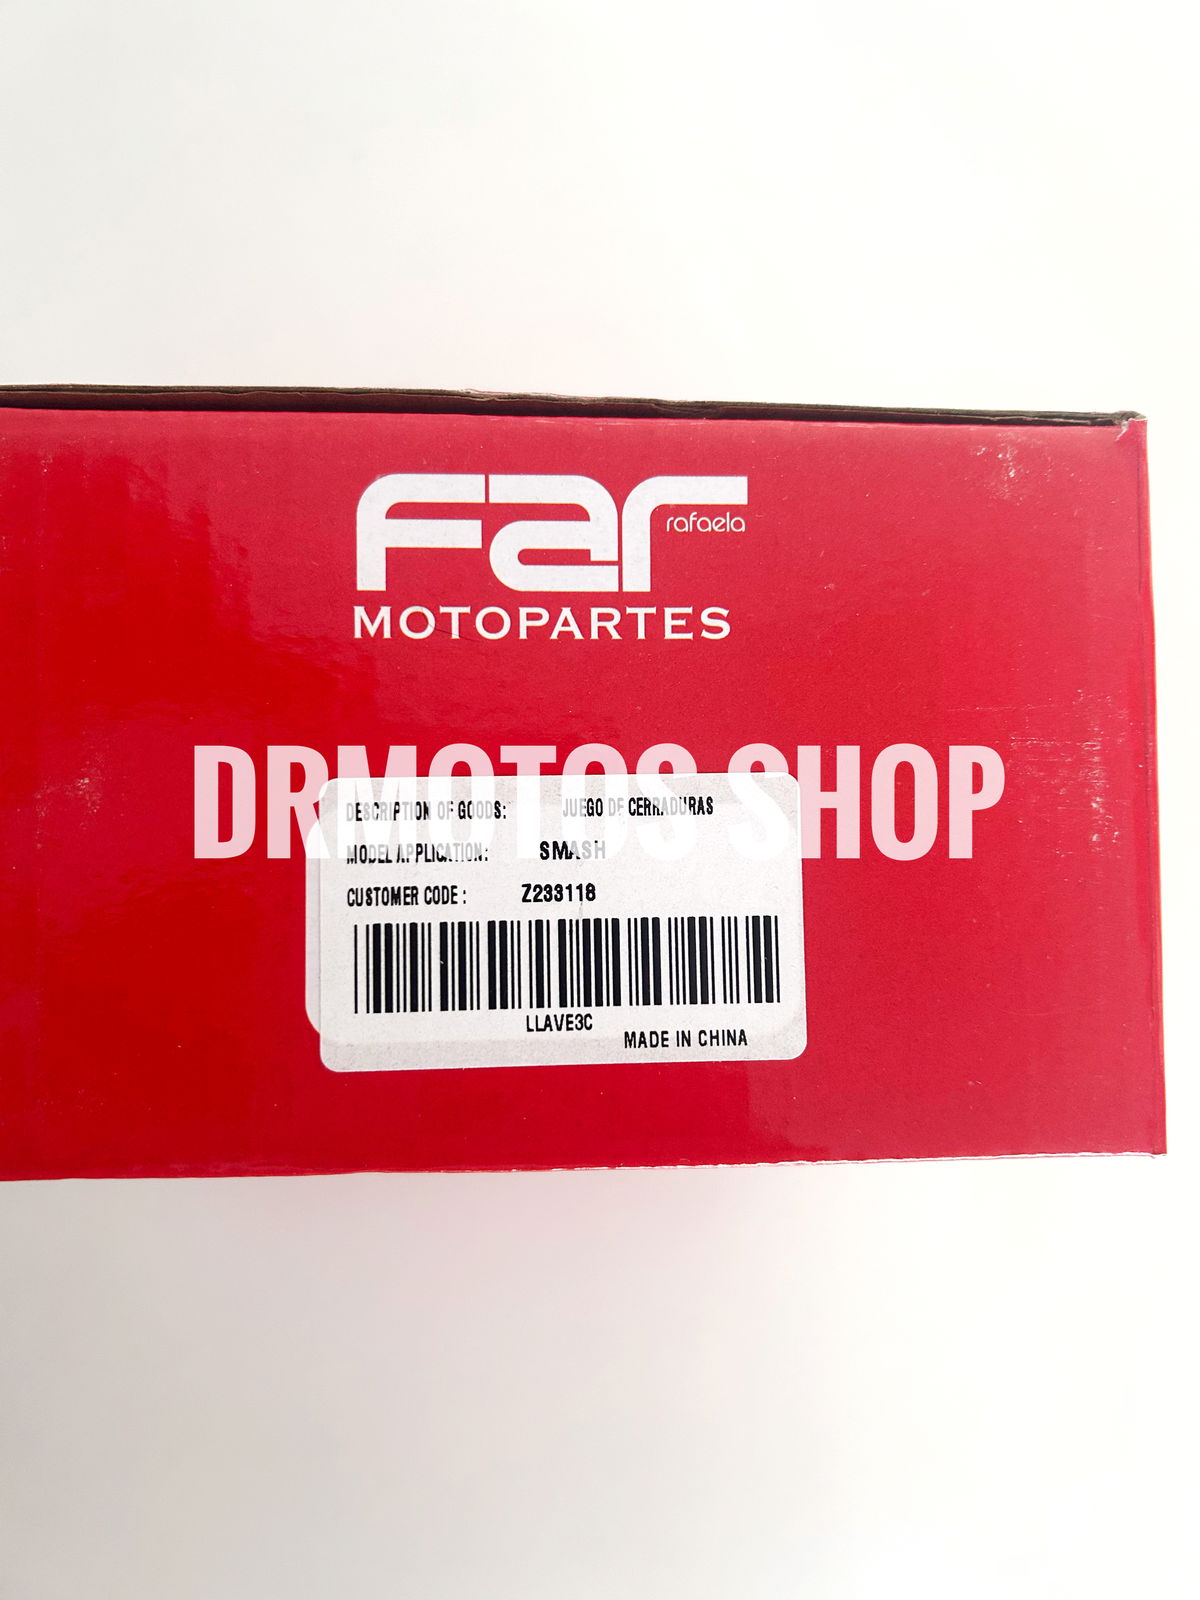 Far
rafaela
MOTOPARTES
DRMOTOS SHOP
DESCRIPTION OF GOODS: JUEGO DE CERRADURAS
MODEL APPLICATION: SMASH
CUSTOMER CODE: Z233118
LLAVE3C
MADE IN CHINA